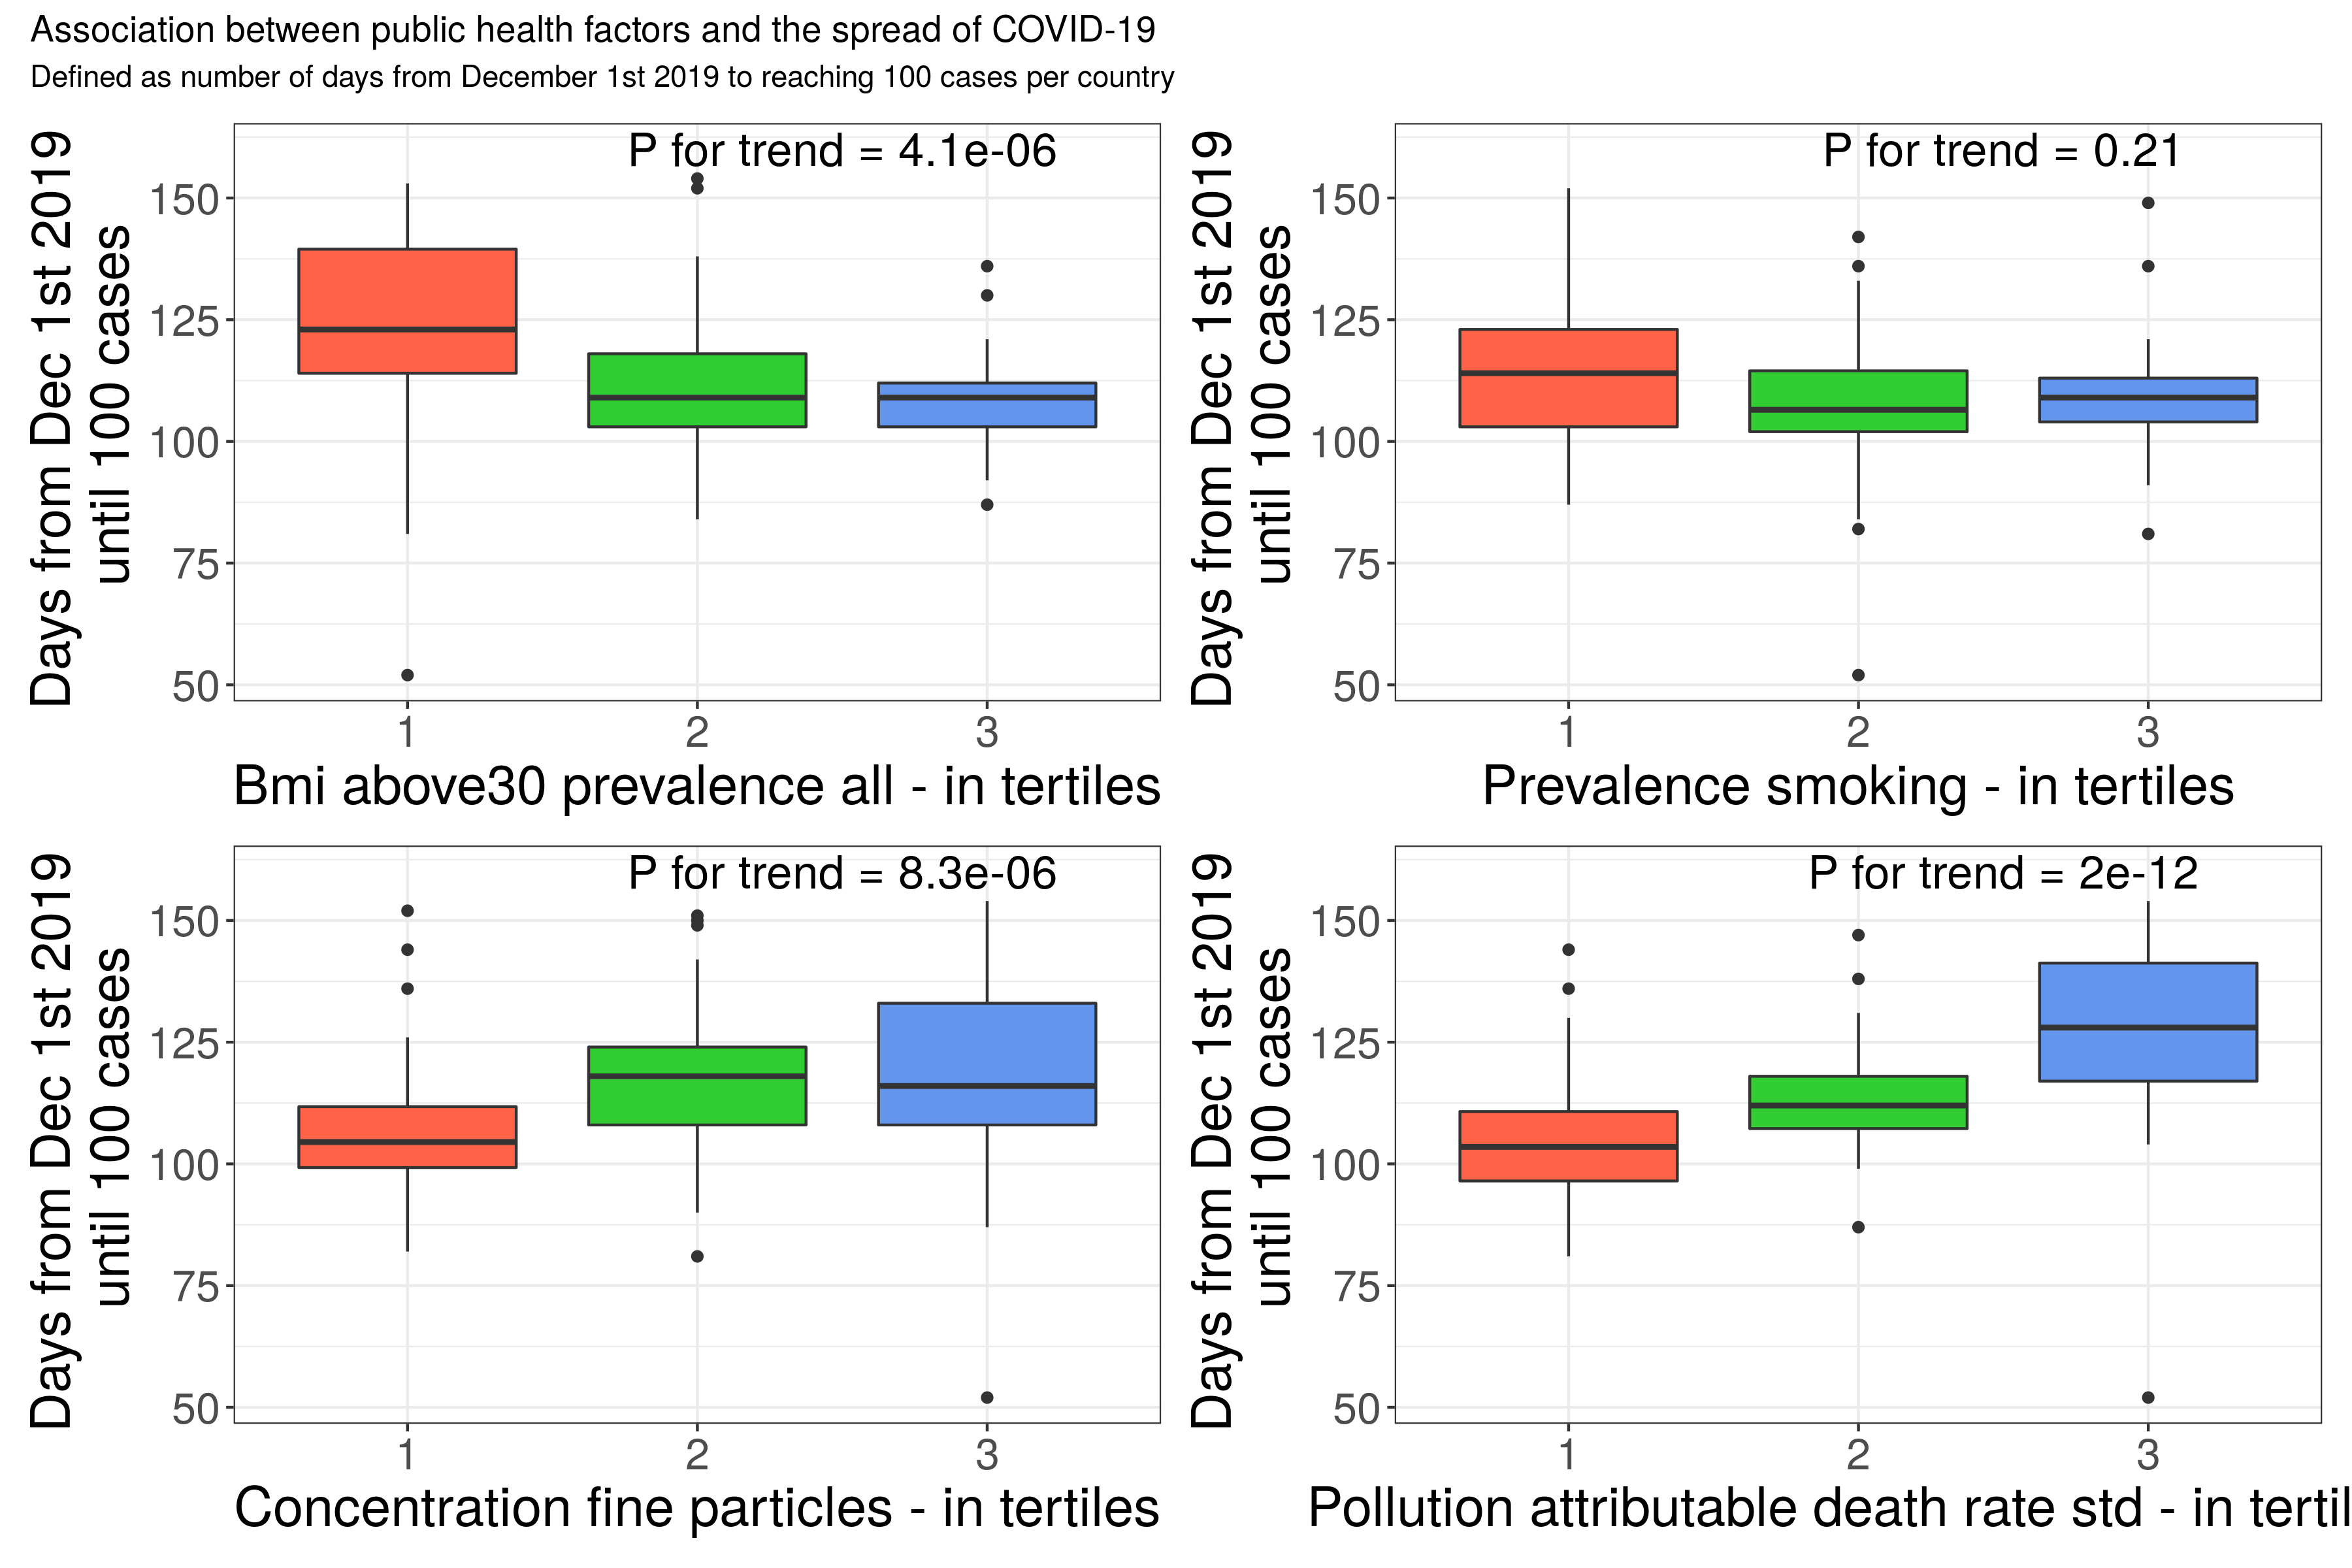 Association between public health factors and the spread of COVID-19
Defined as number of days from December 1st 2019 to reaching 100 cases per country
Days from Dec 1st 2019
until 100 cases
P for trend = 4.1e-06
150
125
100
75
50
1 2 3
Bmi above30 prevalence all - in tertiles
Days from Dec 1st 2019
until 100 cases
P for trend = 0.21
150
125
100
75
50
1 2 3
Prevalence smoking - in tertiles
Days from Dec 1st 2019
until 100 cases
P for trend = 8.3e-06
150
125
100
75
50
1 2 3
Concentration fine particles - in tertiles
Days from Dec 1st 2019
until 100 cases
P for trend = 2e-12
150
125
100
75
50
1 2 3
Pollution attributable death rate std - in tertil